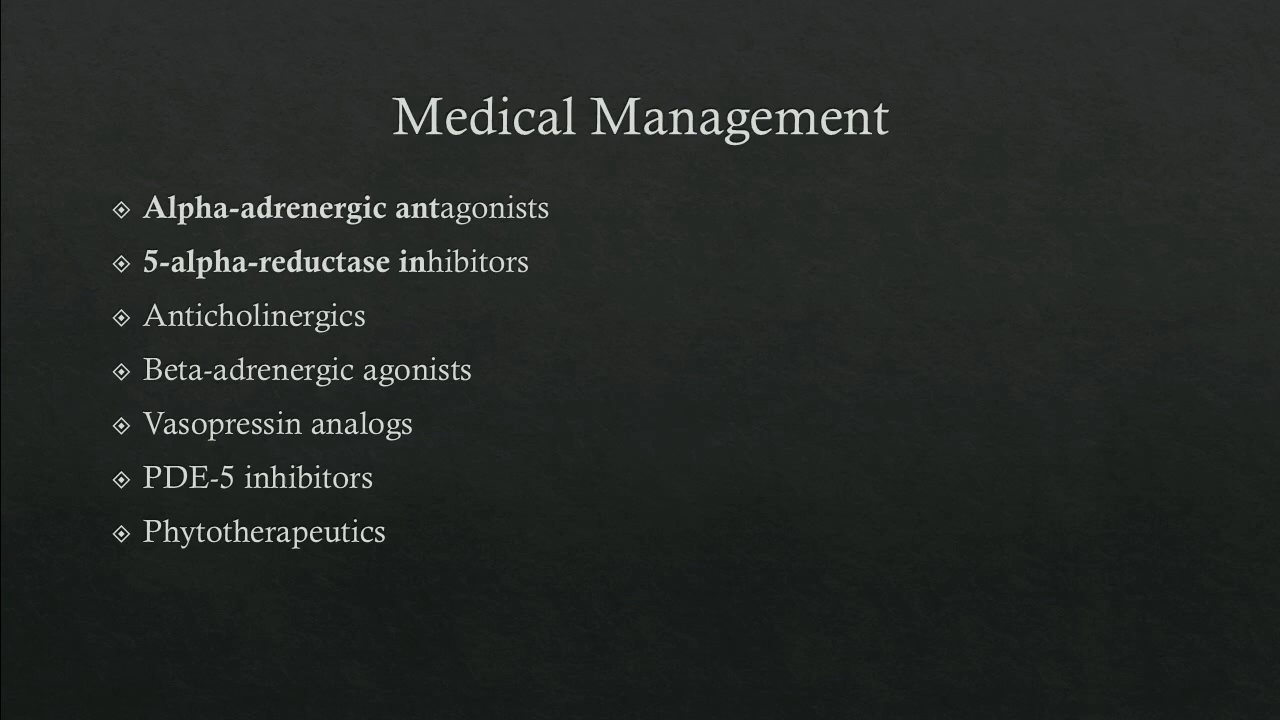 Medical Management
Alpha-adrenergic antagonists
5-alpha-reductase inhibitors
Anticholinergics
Beta-adrenergic agonists
Vasopressin analogs
PDE-5 inhibitors
Phytotherapeutics